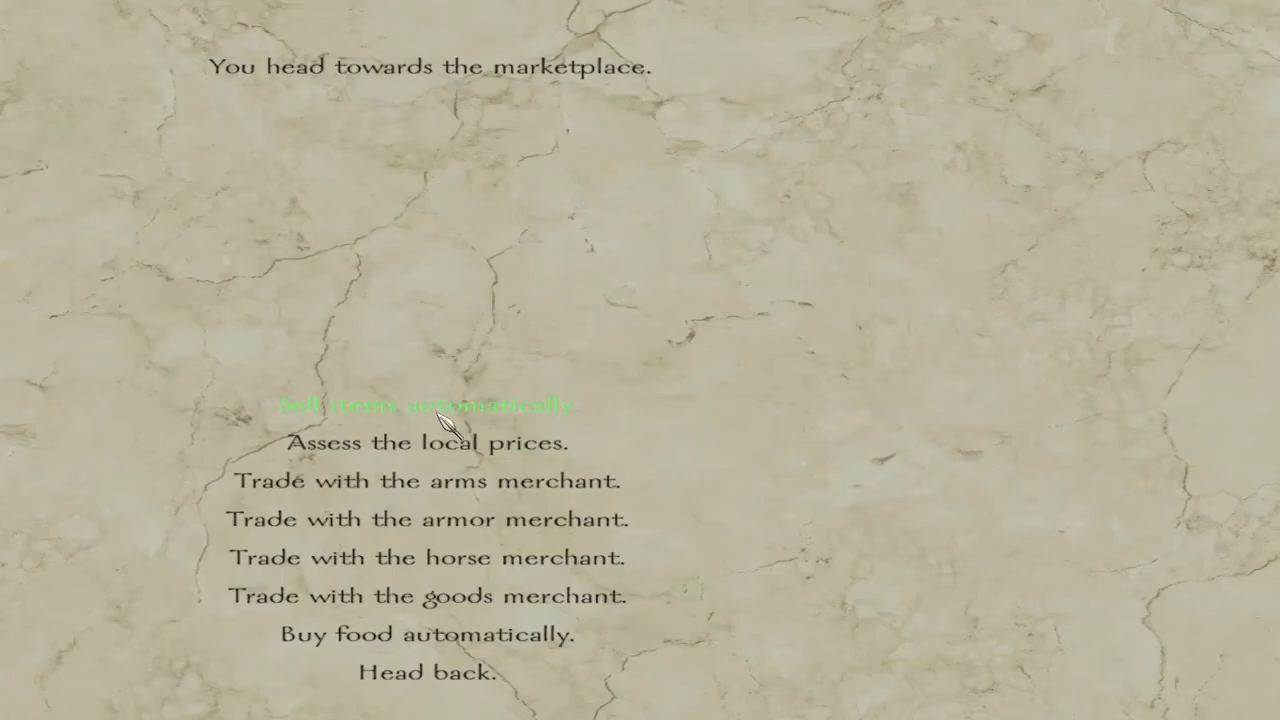 You head towards the marketplace.
Sell items automatically.
Assess the local prices.
Trade with the arms merchant.
Trade with the armor merchant.
Trade with the horse merchant.
Trade with the goods merchant.
Buy food automatically.
Head back.